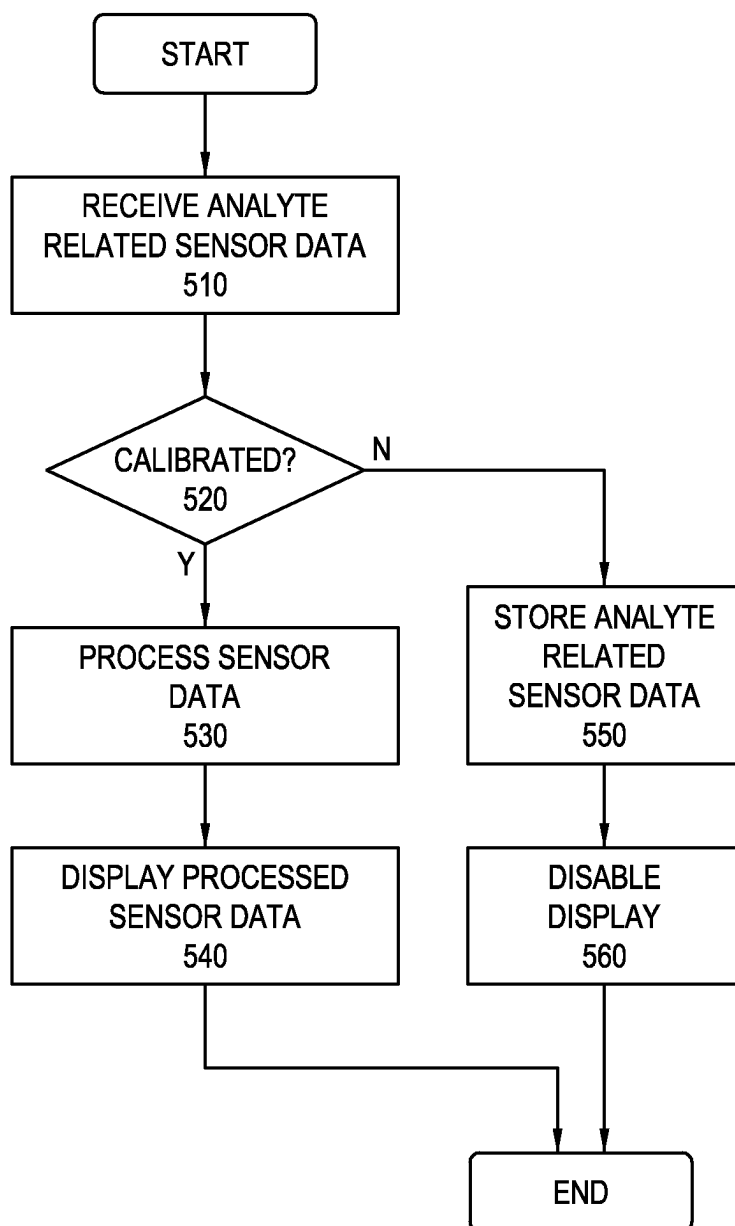 START
RECEIVE ANALYTE
RELATED SENSOR DATA
510
CALIBRATED?
520
N
Y
PROCESS SENSOR
DATA
530
STORE ANALYTE
RELATED
SENSOR DATA
550
DISPLAY PROCESSED
SENSOR DATA
540
DISABLE
DISPLAY
560
END